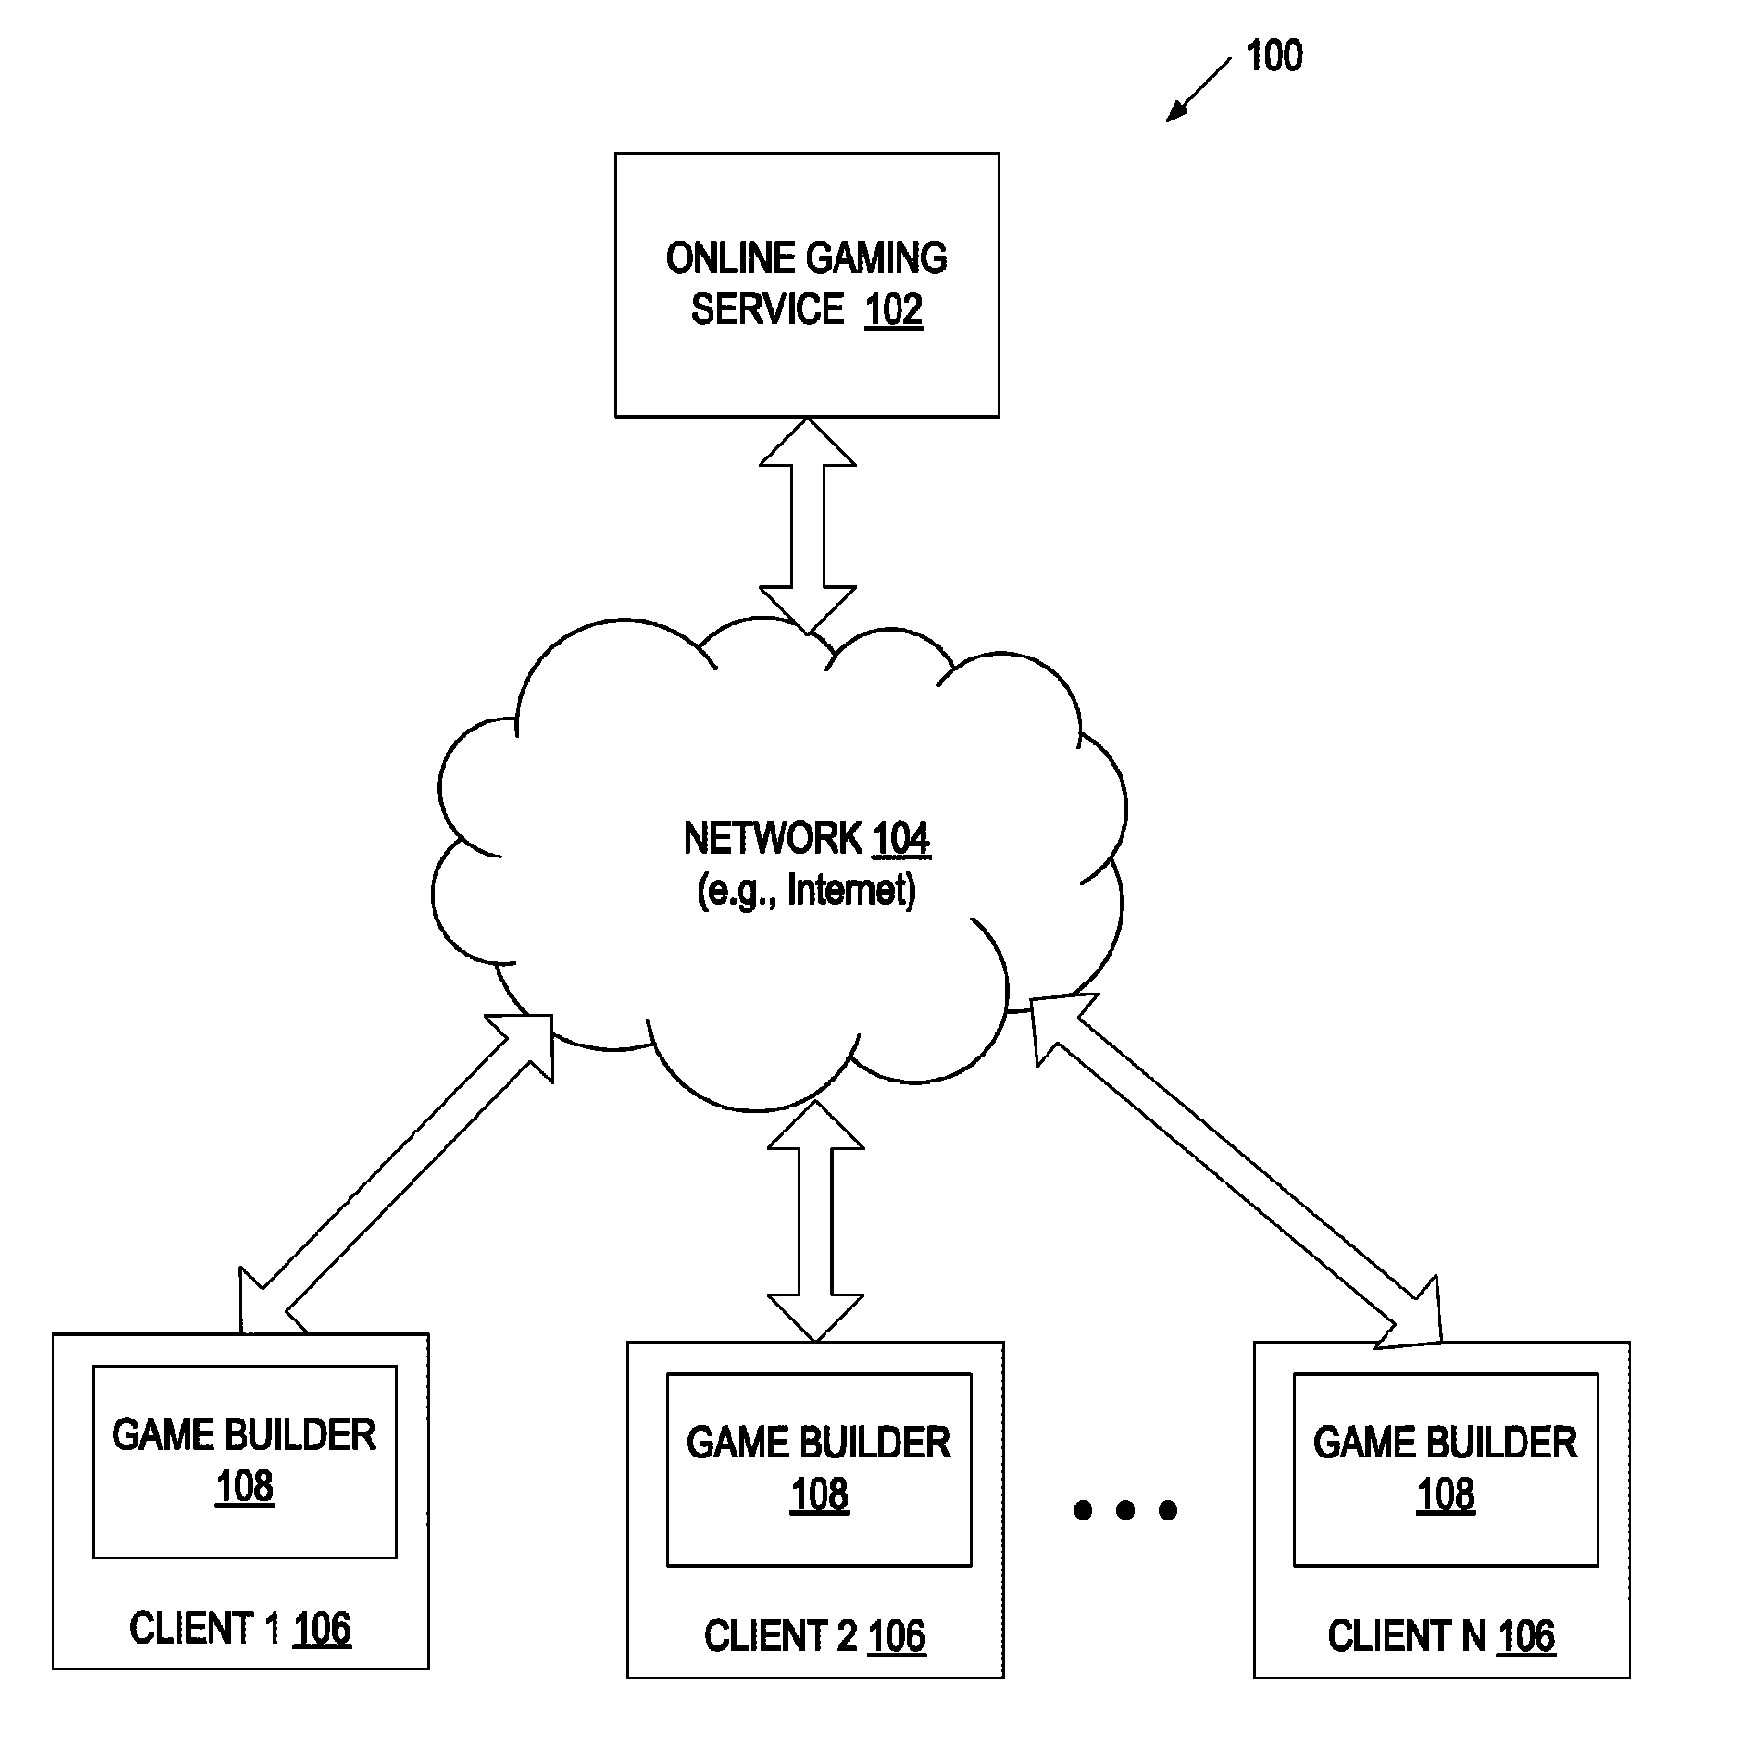 100
ONLINE GAMING
SERVICE 102
NETWORK 104
(e.g., Internet)
GAME BUILDER
108
CLIENT 1 106
GAME BUILDER
108
CLIENT 2 106
GAME BUILDER
108
CLIENT N 106